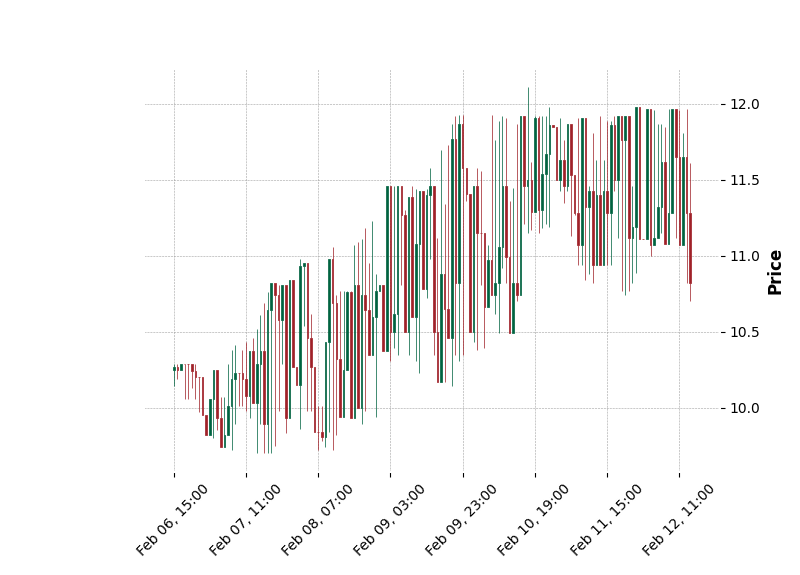 12.0
11.5
11.0
10.5
10.0
Price
Feb 06, 15:00
Feb 07, 11:00
Feb 08, 07:00
Feb 09, 03:00
Feb 09, 23:00
Feb 10, 19:00
Feb 11, 15:00
Feb 12, 11:00